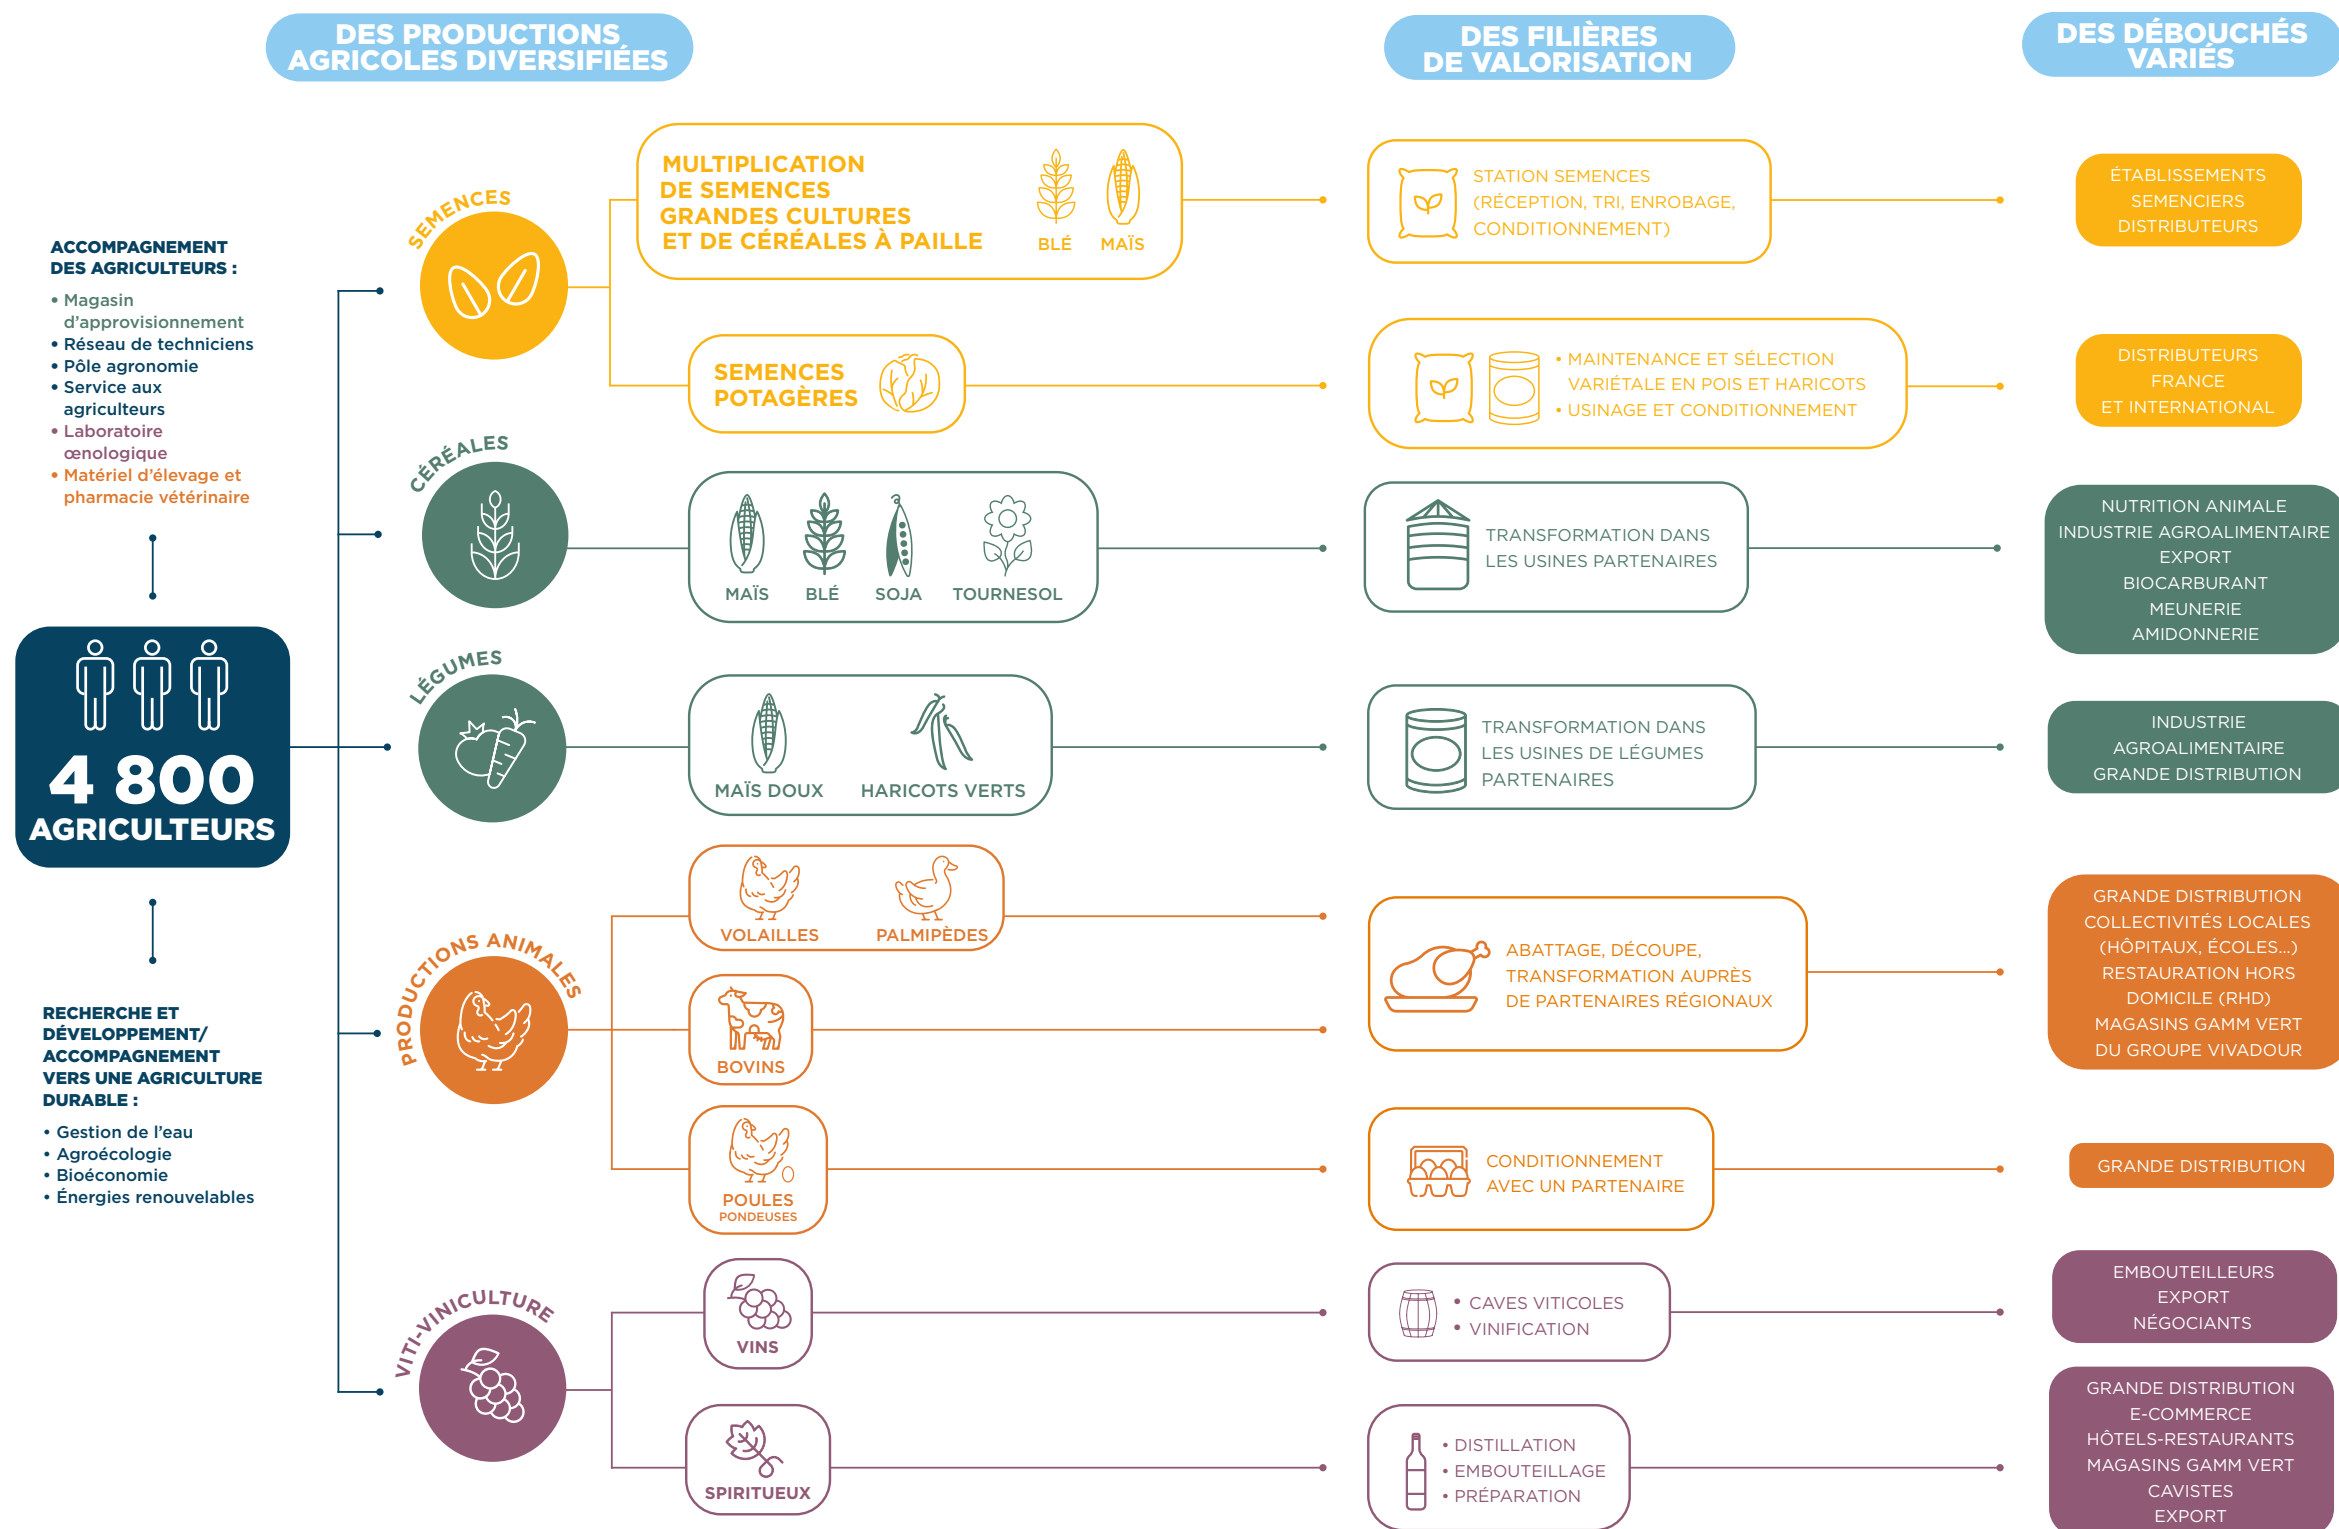 DES PRODUCTIONS
AGRICOLES DIVERSIFIÉES
DES FILIÈRES
DE VALORISATION
DES DÉBOUCHÉS
VARIÉS
ACCOMPAGNEMENT
DES AGRICULTEURS :
• Magasin
d'approvisionnement
• Réseau de techniciens
• Pôle agronomie
• Service aux
agriculteurs
• Laboratoire
œnologique
• Matériel d'élevage et
pharmacie vétérinaire
4 800
AGRICULTEURS
RECHERCHE ET
DÉVELOPPEMENT/
ACCOMPAGNEMENT
VERS UNE AGRICULTURE
DURABLE :
• Gestion de l'eau
• Agroécologie
• Bioéconomie
• Énergies renouvelables
SEMENCES
MULTIPLICATION
DE SEMENCES
GRANDES CULTURES
ET DE CÉRÉALES À PAILLE
BLÉ
MAÏS
STATION SEMENCES
(RÉCEPTION, TRI, ENROBAGE,
CONDITIONNEMENT)
ÉTABLISSEMENTS
SEMENCIERS
DISTRIBUTEURS
SEMENCES
POTAGÈRES
• MAINTENANCE ET SÉLECTION
VARIÉTALE EN POIS ET HARICOTS
• USINAGE ET CONDITIONNEMENT
DISTRIBUTEURS
FRANCE
ET INTERNATIONAL
CÉRÉALES
MAÏS
BLÉ
SOJA
TOURNESOL
TRANSFORMATION DANS
LES USINES PARTENAIRES
NUTRITION ANIMALE
INDUSTRIE AGROALIMENTAIRE
EXPORT
BIOCARBURANT
MEUNERIE
AMIDONNERIE
LÉGUMES
MAÏS DOUX
HARICOTS VERTS
TRANSFORMATION DANS
LES USINES DE LÉGUMES
PARTENAIRES
INDUSTRIE
AGROALIMENTAIRE
GRANDE DISTRIBUTION
PRODUCTIONS ANIMALES
VOLAILLES
PALMIPÈDES
BOVINS
ABATTAGE, DÉCOUPE,
TRANSFORMATION AUPRÈS
DE PARTENAIRES RÉGIONAUX
GRANDE DISTRIBUTION
COLLECTIVITÉS LOCALES
(HÔPITAUX, ÉCOLES...)
RESTAURATION HORS
DOMICILE (RHD)
MAGASINS GAMM VERT
DU GROUPE VIVADOUR
POULES
PONDEUSES
CONDITIONNEMENT
AVEC UN PARTENAIRE
GRANDE DISTRIBUTION
VITI-VINICULTURE
VINS
• CAVES VITICOLES
• VINIFICATION
EMBOUTEILLEURS
EXPORT
NÉGOCIANTS
SPIRITUEUX
• DISTILLATION
• EMBOUTEILLAGE
• PRÉPARATION
GRANDE DISTRIBUTION
E-COMMERCE
HÔTELS-RESTAURANTS
MAGASINS GAMM VERT
CAVISTES
EXPORT